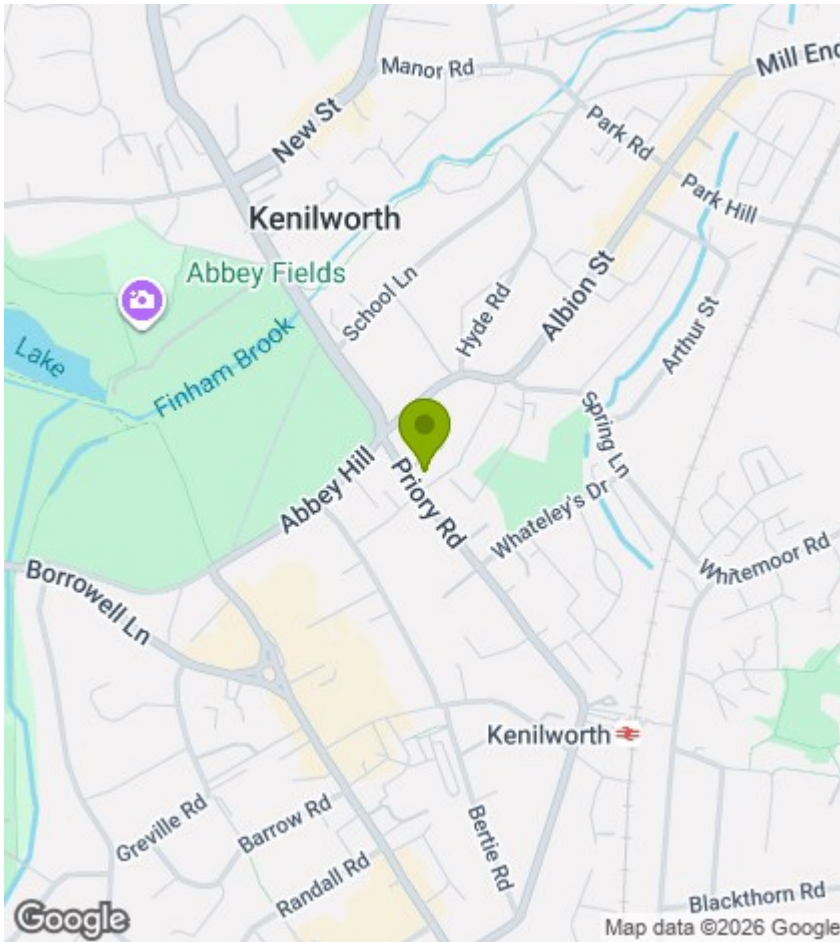 Manor Rd
Mill End
New St
Park Rd
Park Hill
Kenilworth
Abbey Fields
School Ln
Hyde Rd
Albion St
Arthur St
Lake
Finham Brook
Spring Ln
Abbey Hill
Priory Rd
Whateley's Dr
Whitemoor Rd
Borrowell Ln
Kenilworth
Greville Rd
Barrow Rd
Bertie Rd
Randall Rd
Blackthorn Rd
Google
Map data ©2026 Google